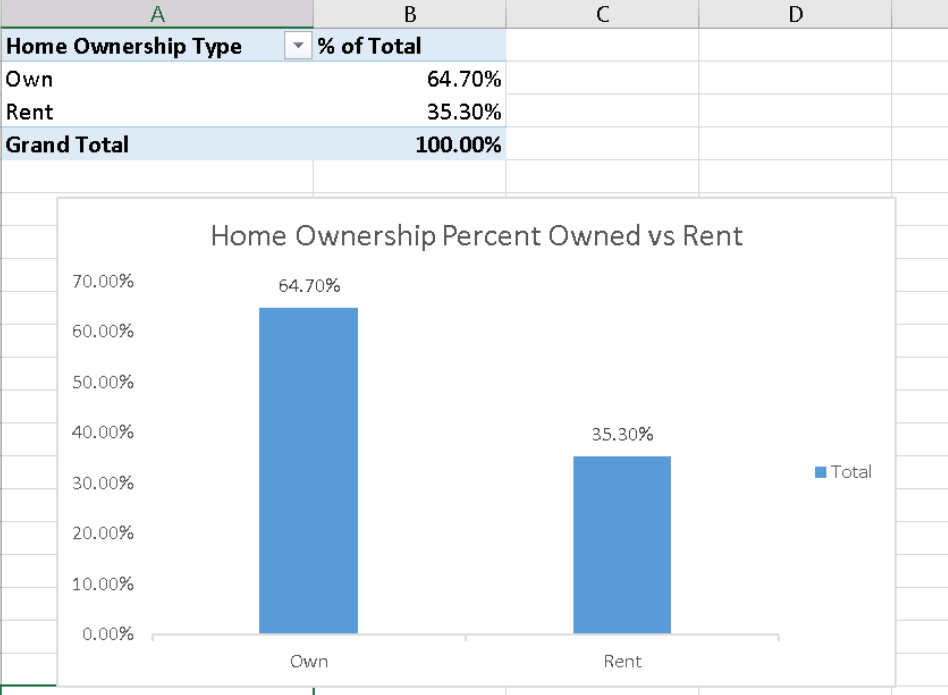 A B C D
Home Ownership Type % of Total
Own 64.70%
Rent 35.30%
Grand Total 100.00%
Home Ownership Percent Owned vs Rent
70.00%
64.70%
60.00%
50.00%
40.00%
35.30%
30.00%
Total
20.00%
10.00%
0.00%
Own Rent